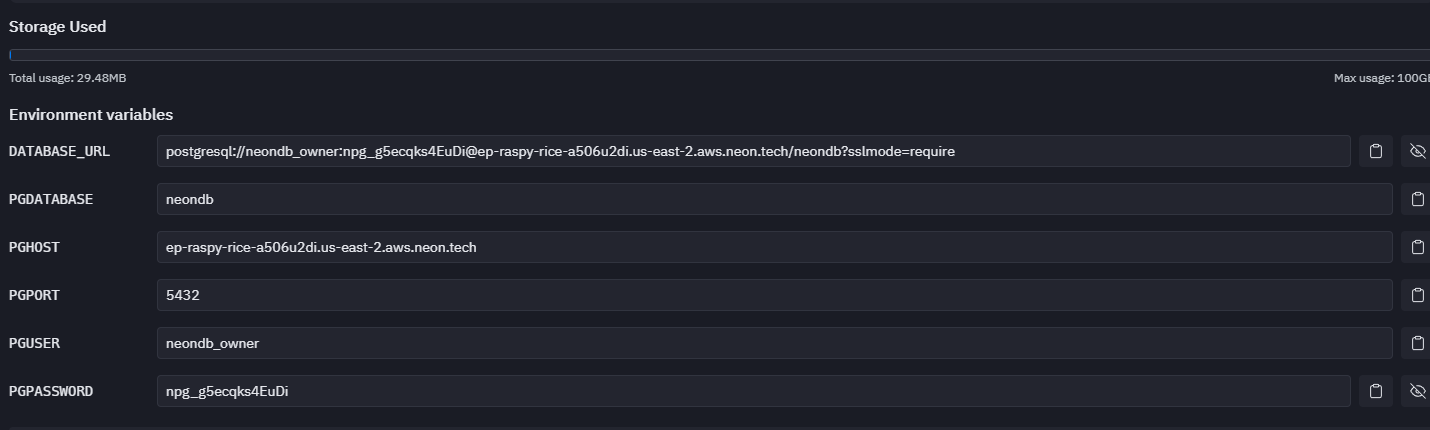 Storage Used
Total usage: 29.48MB Max usage: 100GB
Environment variables
DATABASE_URL postgresql://neondb_owner:npg_g5ecqks4EuDi@ep-raspy-rice-a506u2di.us-east-2.aws.neon.tech/neondb?sslmode=require
PGDATABASE neondb
PGHOST ep-raspy-rice-a506u2di.us-east-2.aws.neon.tech
PGPORT 5432
PGUSER neondb_owner
PGPASSWORD npg_g5ecqks4EuDi